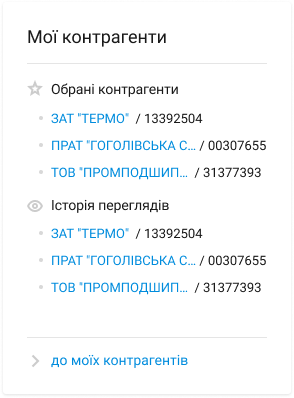 Мої контрагенти
Обрані контрагенти
ЗАТ "ТЕРМО" / 13392504
ПРАТ "ГОГОЛІВСЬКА С... / 00307655
ТОВ "ПРОМПОДШИП... / 31377393
Історія переглядів
ЗАТ "ТЕРМО" / 13392504
ПРАТ "ГОГОЛІВСЬКА С... / 00307655
ТОВ "ПРОМПОДШИП... / 31377393
до моїх контрагентів